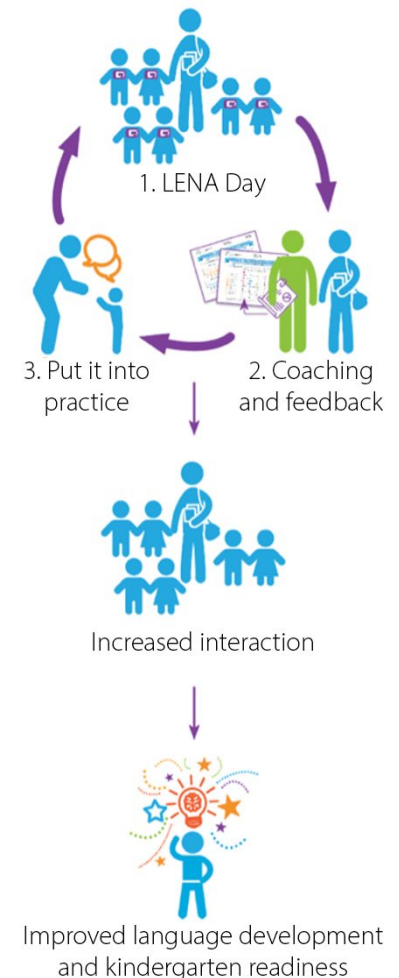 1. LENA Day
3. Put it into
practice
2. Coaching
and feedback
Increased interaction
Improved language development
and kindergarten readiness